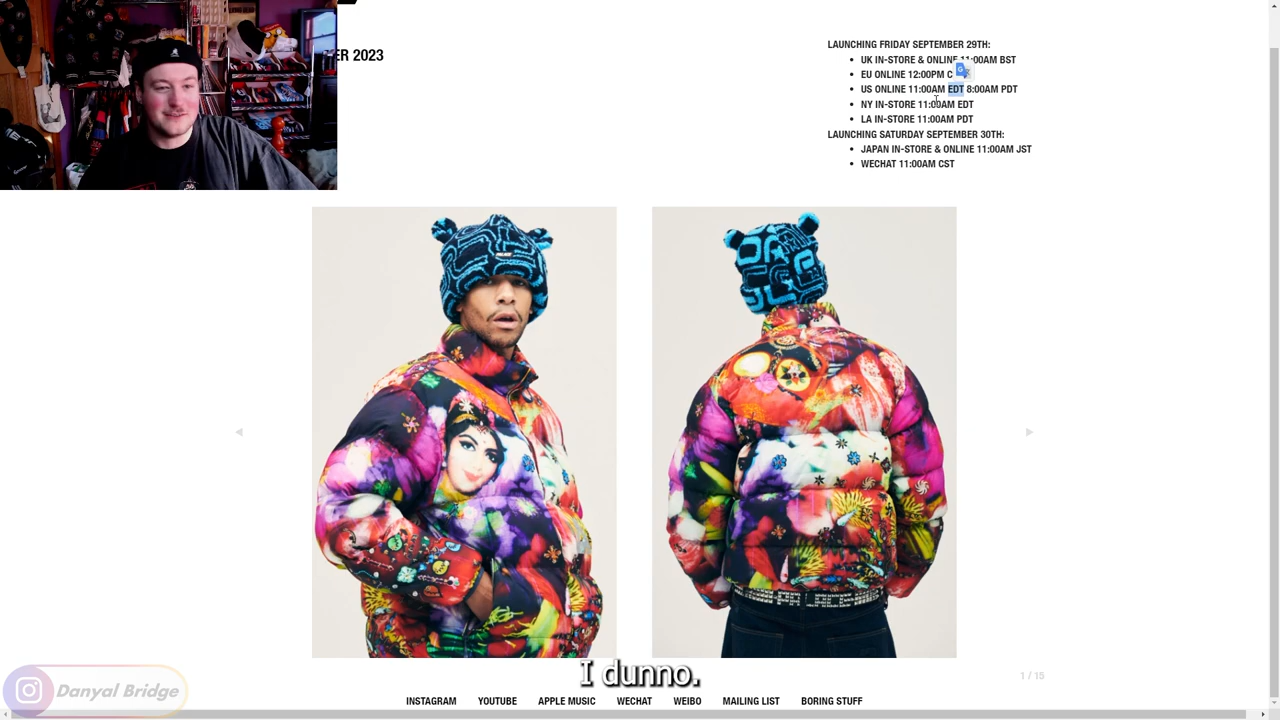 ER 2023
LAUNCHING FRIDAY SEPTEMBER 29TH:
• UK IN-STORE & ONLINE 11:00AM BST
• EU ONLINE 12:00PM C
• US ONLINE 11:00AM EDT 8:00AM PDT
• NY IN-STORE 11:00AM EDT
• LA IN-STORE 11:00AM PDT
LAUNCHING SATURDAY SEPTEMBER 30TH:
• JAPAN IN-STORE & ONLINE 11:00AM JST
• WECHAT 11:00AM CST
I dunno.
1 / 15
Danyal Bridge
INSTAGRAM YOUTUBE APPLE MUSIC WECHAT WEIBO MAILING LIST BORING STUFF